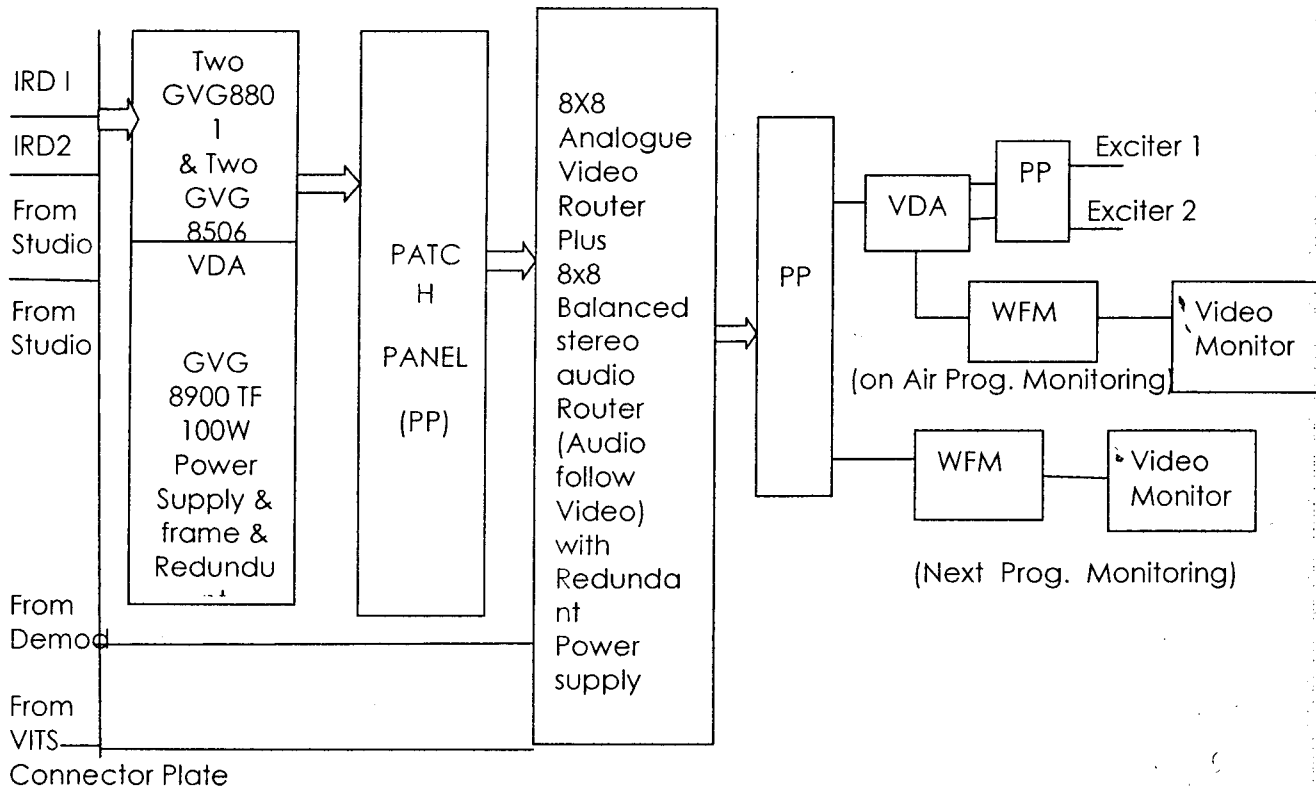 IRD I
IRD2
From
Studio
From
Studio
From
Demod
From
VITS
Connector Plate
Two
GVG880
1
& Two
GVG
8506
VDA
GVG
8900 TF
100W
Power
Supply &
frame &
Redundu
PATC
H
PANEL
(PP)
8X8
Analogue
Video
Router
Plus
8x8
Balanced
stereo
audio
Router
(Audio
follow
Video)
with
Redunda
nt
Power
supply
PP
VDA
PP
Exciter 1
Exciter 2
WFM
Video
Monitor
(on Air Prog. Monitoring)
WFM
Video
Monitor
(Next Prog. Monitoring)